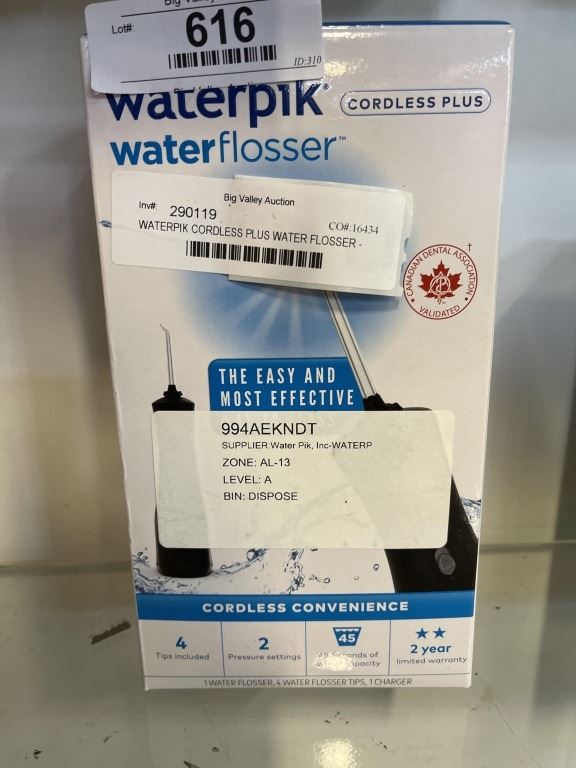 Lot#: 616
ID:310
waterpik®
CORDLESS PLUS
waterflosser™
Big Valley Auction
Inv#: 290119
CO#:16434
WATERPIK CORDLESS PLUS WATER FLOSSER -
CANADIAN DENTAL ASSOCIATION
VALIDATED
†
THE EASY AND
MOST EFFECTIVE
994AEKNDT
SUPPLIER:Water Pik, Inc-WATERP
ZONE: AL-13
LEVEL: A
BIN: DISPOSE
CORDLESS CONVENIENCE
4
Tips included
2
Pressure settings
45
2 year
limited warranty
1 WATER FLOSSER, 4 WATER FLOSSER TIPS, 1 CHARGER